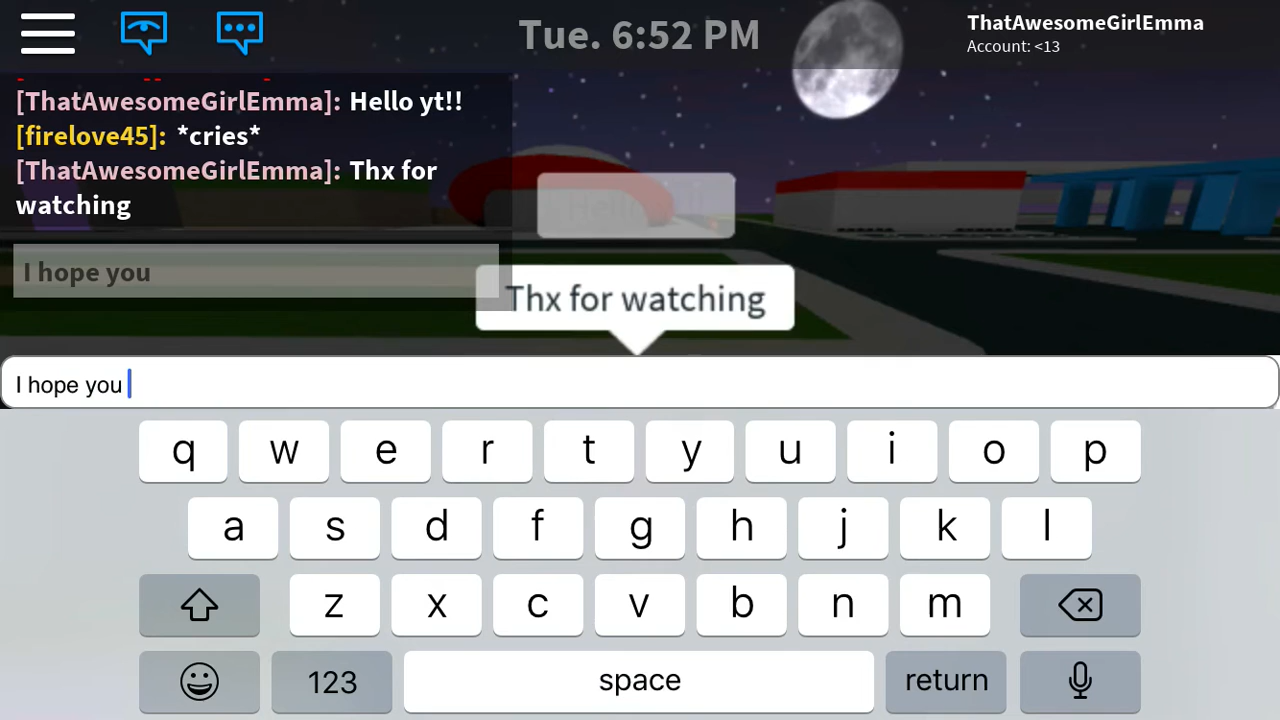 Tue. 6:52 PM
ThatAwesomeGirlEmma
Account: <13
[ThatAwesomeGirlEmma]: Hello yt!!
[firelove45]: *cries*
[ThatAwesomeGirlEmma]: Thx for
watching
I hope you
Thx for watching
I hope you
q w e r t y u i o p
a s d f g h j k l
z x c v b n m
123 space return